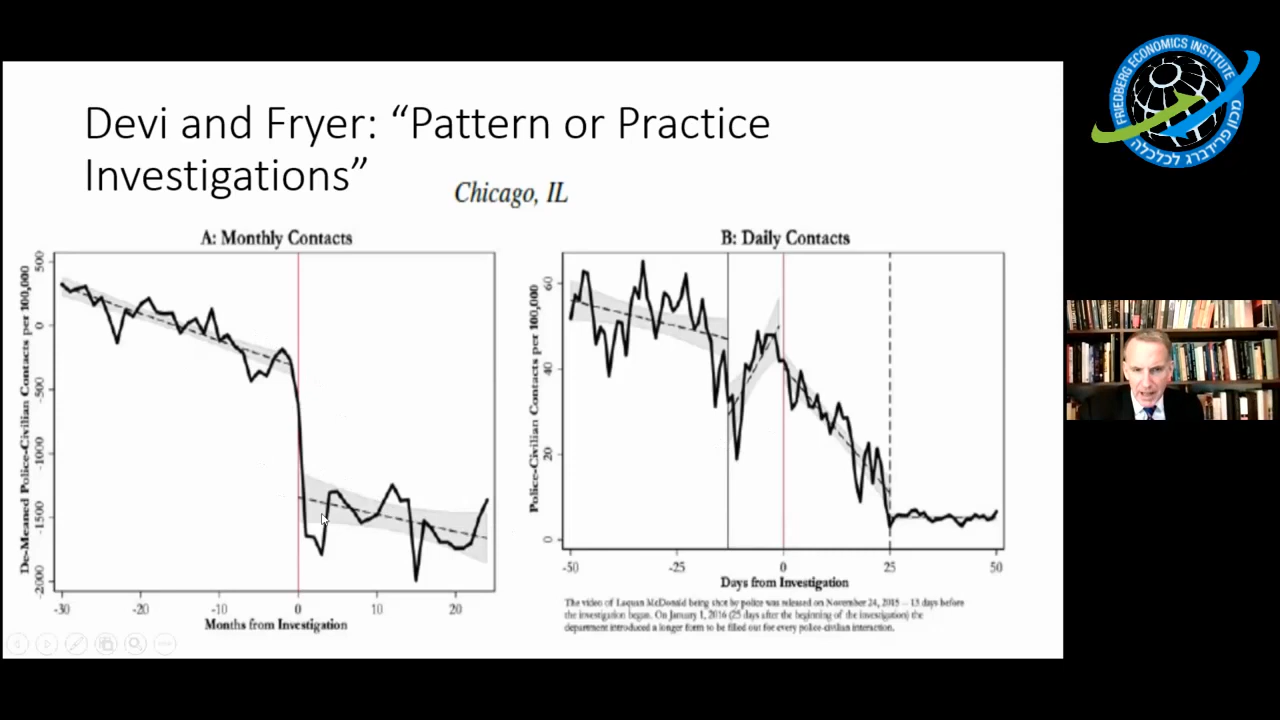 Devi and Fryer: “Pattern or Practice
Investigations”
Chicago, IL
A: Monthly Contacts
De-Meaned Police-Civilian Contacts per 100,000
500
0
-500
-1000
-1500
-2000
-30
-20
-10
0
10
20
Months from Investigation
B: Daily Contacts
Police-Civilian Contacts per 100,000
60
40
20
0
-50
-25
0
25
50
Days from Investigation
The video of Laquan McDonald being shot by police was released on November 24, 2015 -- 13 days before
the investigation began. On January 1, 2016 (25 days after the beginning of the investigation) the
department introduced a longer form to be filled out for every police-civilian interaction.
FRIEDBERG ECONOMICS INSTITUTE
מכון פרידברג לכלכלה